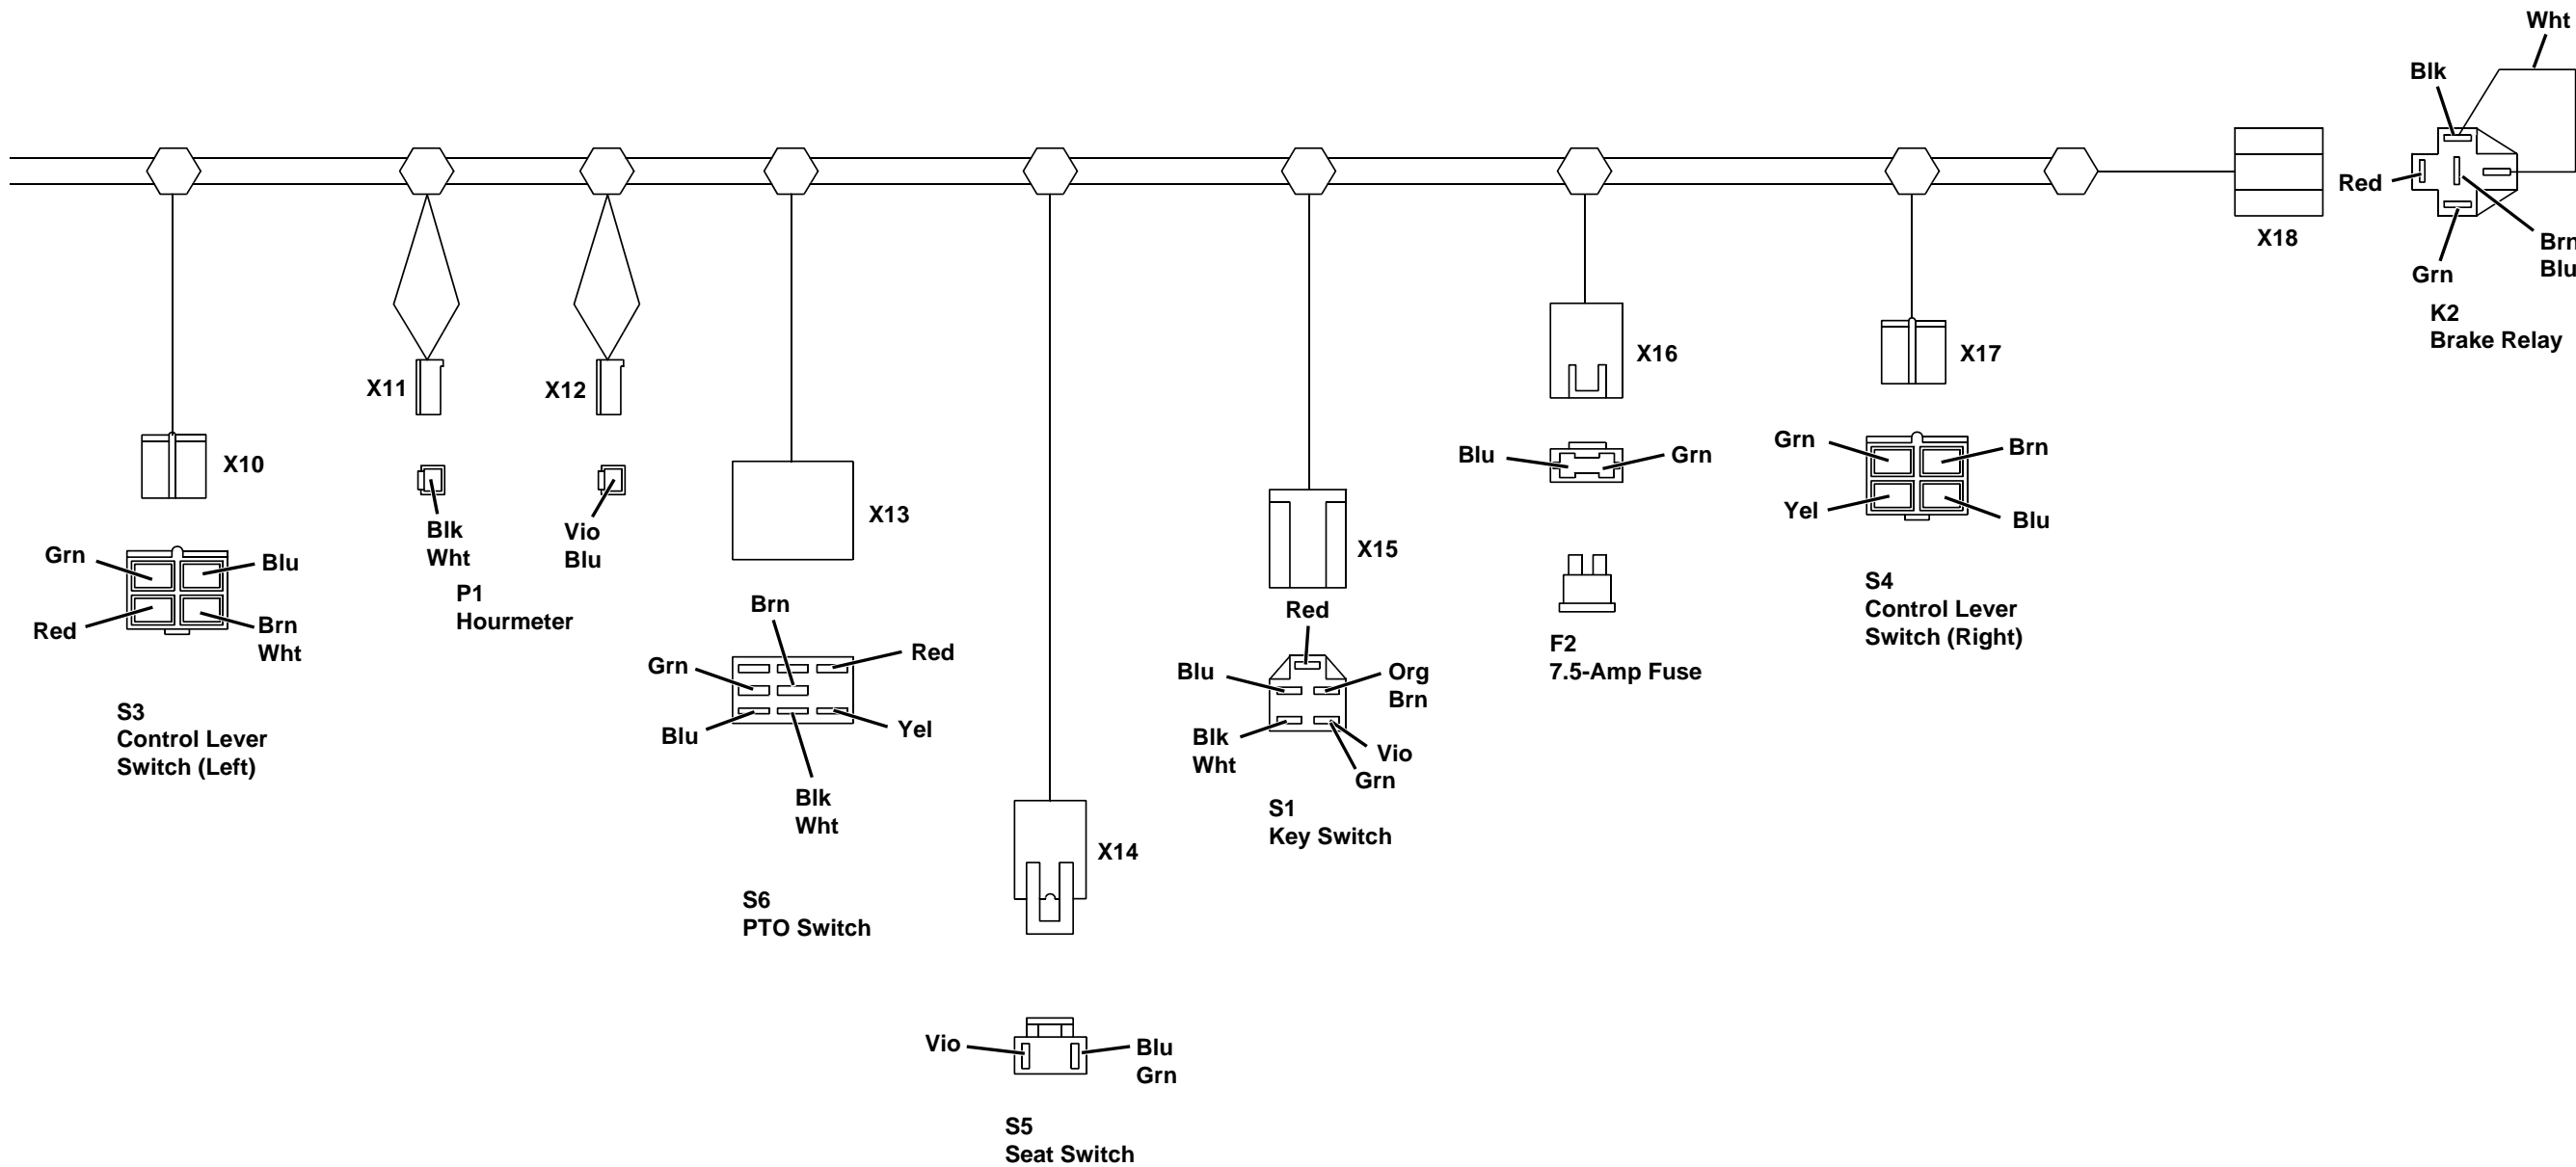 Wht
Blk
Red
Brn
Blu
Grn
X18
K2
Brake Relay
X10
Grn
Blu
Red
Brn
Wht
S3
Control Lever
Switch (Left)
X11
Blk
Wht
P1
Hourmeter
X12
Vio
Blu
X13
Brn
Grn
Red
Blu
Yel
Blk
Wht
S6
PTO Switch
X14
Vio
Blu
Grn
S5
Seat Switch
X15
Red
Blu
Org
Brn
Blk
Wht
Vio
Grn
S1
Key Switch
X16
Blu
Grn
F2
7.5-Amp Fuse
X17
Grn
Brn
Yel
Blu
S4
Control Lever
Switch (Right)